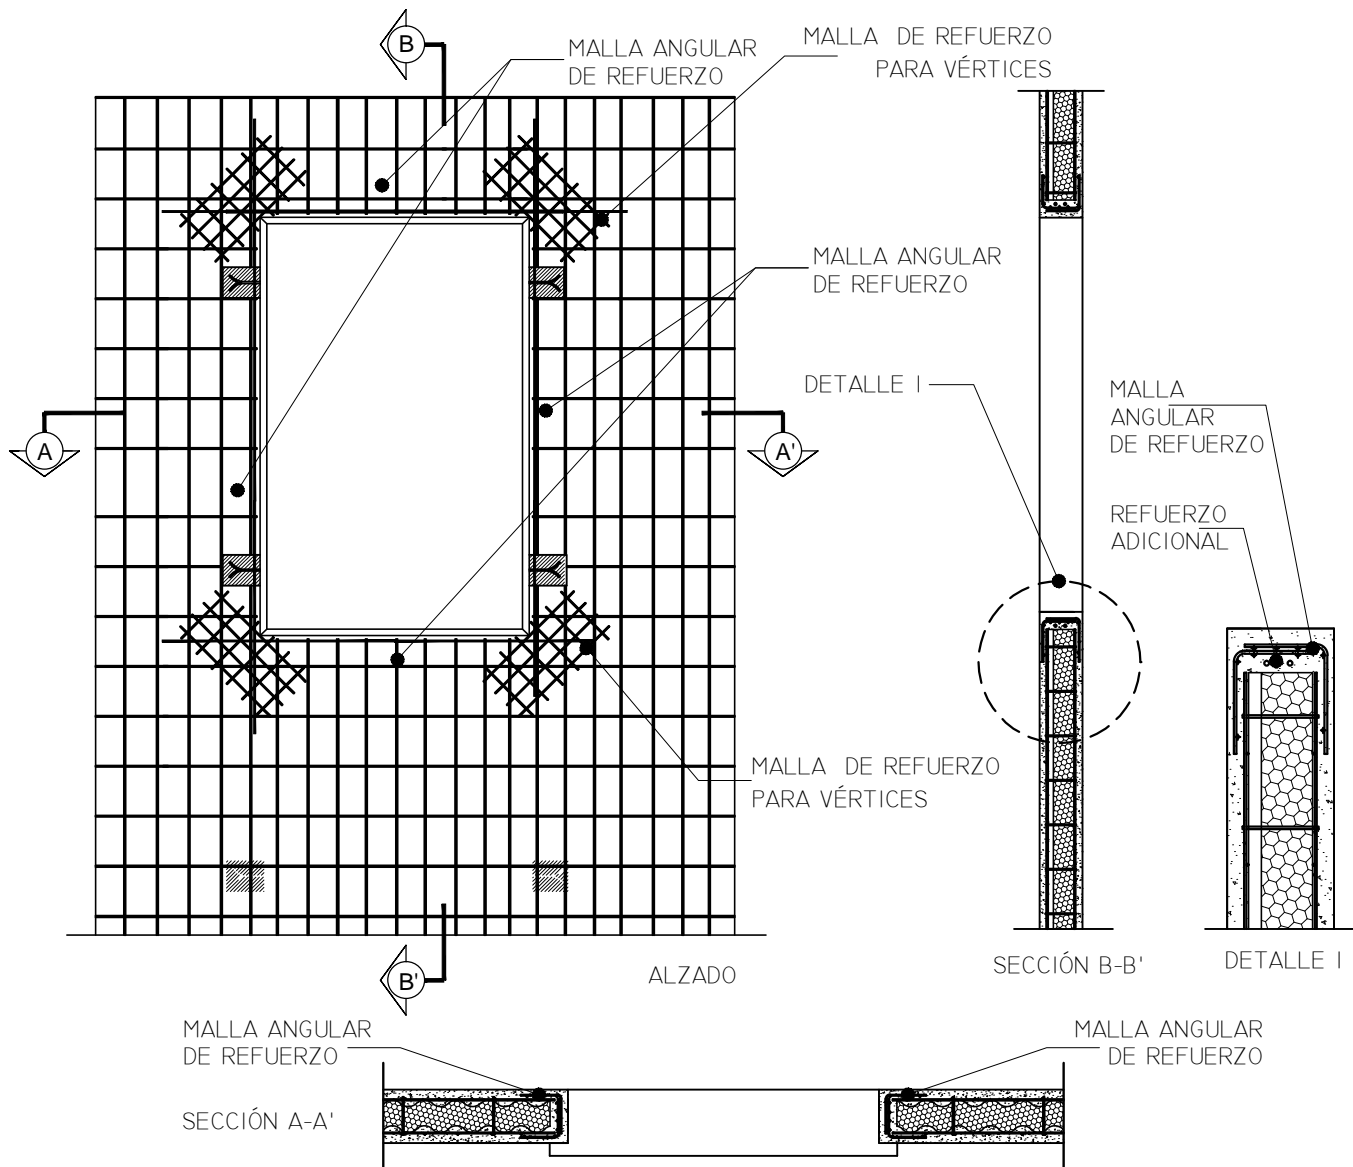 B
MALLA ANGULAR
DE REFUERZO
MALLA DE REFUERZO
PARA VÉRTICES
MALLA ANGULAR
DE REFUERZO
DETALLE I
MALLA
ANGULAR
DE REFUERZO
A
A'
REFUERZO
ADICIONAL
MALLA DE REFUERZO
PARA VÉRTICES
B'
ALZADO
SECCIÓN B-B'
DETALLE I
MALLA ANGULAR
DE REFUERZO
MALLA ANGULAR
DE REFUERZO
SECCIÓN A-A'